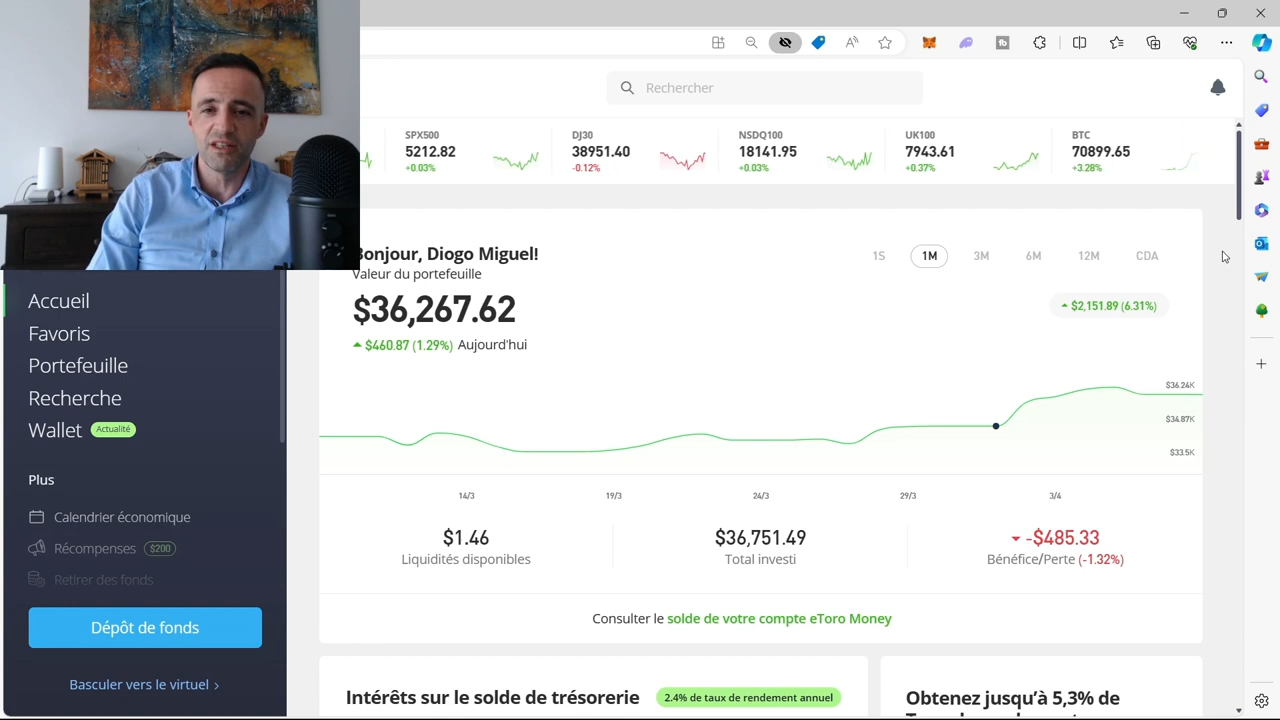 Rechercher
SPX500
5212.82
+0.03%
DJ30
38951.40
-0.12%
NSDQ100
18141.95
+0.03%
UK100
7943.61
+0.37%
BTC
70899.65
+3.28%
Bonjour, Diogo Miguel!
Valeur du portefeuille
$36,267.62
$460.87 (1.29%) Aujourd'hui
1S 1M 3M 6M 12M CDA
$2,151.89 (6.31%)
$36.24K
$34.87K
$33.5K
14/3 19/3 24/3 29/3 3/4
$1.46
Liquidités disponibles
$36,751.49
Total investi
-$485.33
Bénéfice/Perte (-1.32%)
Consulter le solde de votre compte eToro Money
Intérêts sur le solde de trésorerie 2.4% de taux de rendement annuel
Obtenez jusqu'à 5,3% de
Accueil
Favoris
Portefeuille
Recherche
Wallet Actualité
Plus
Calendrier économique
Récompenses $200
Retirer des fonds
Dépôt de fonds
Basculer vers le virtuel >